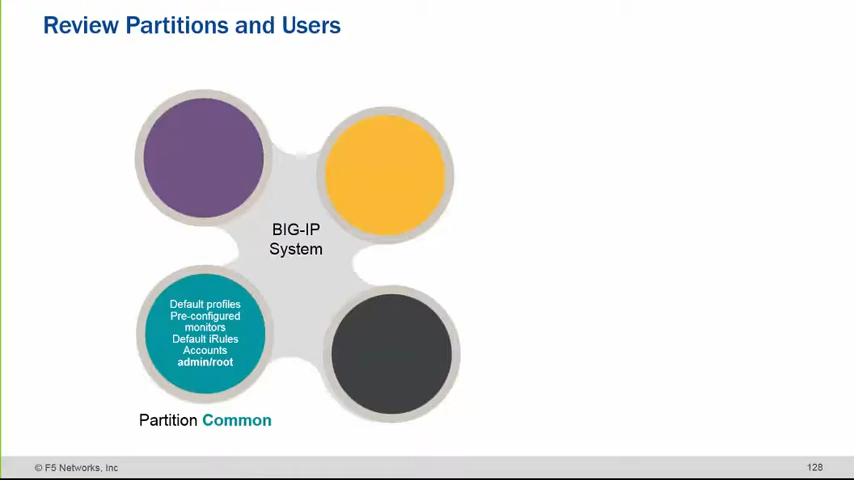 Review Partitions and Users
BIG-IP
System
Default profiles
Pre-configured
monitors
Default iRules
Accounts
admin/root
Partition Common
© F5 Networks, Inc
128